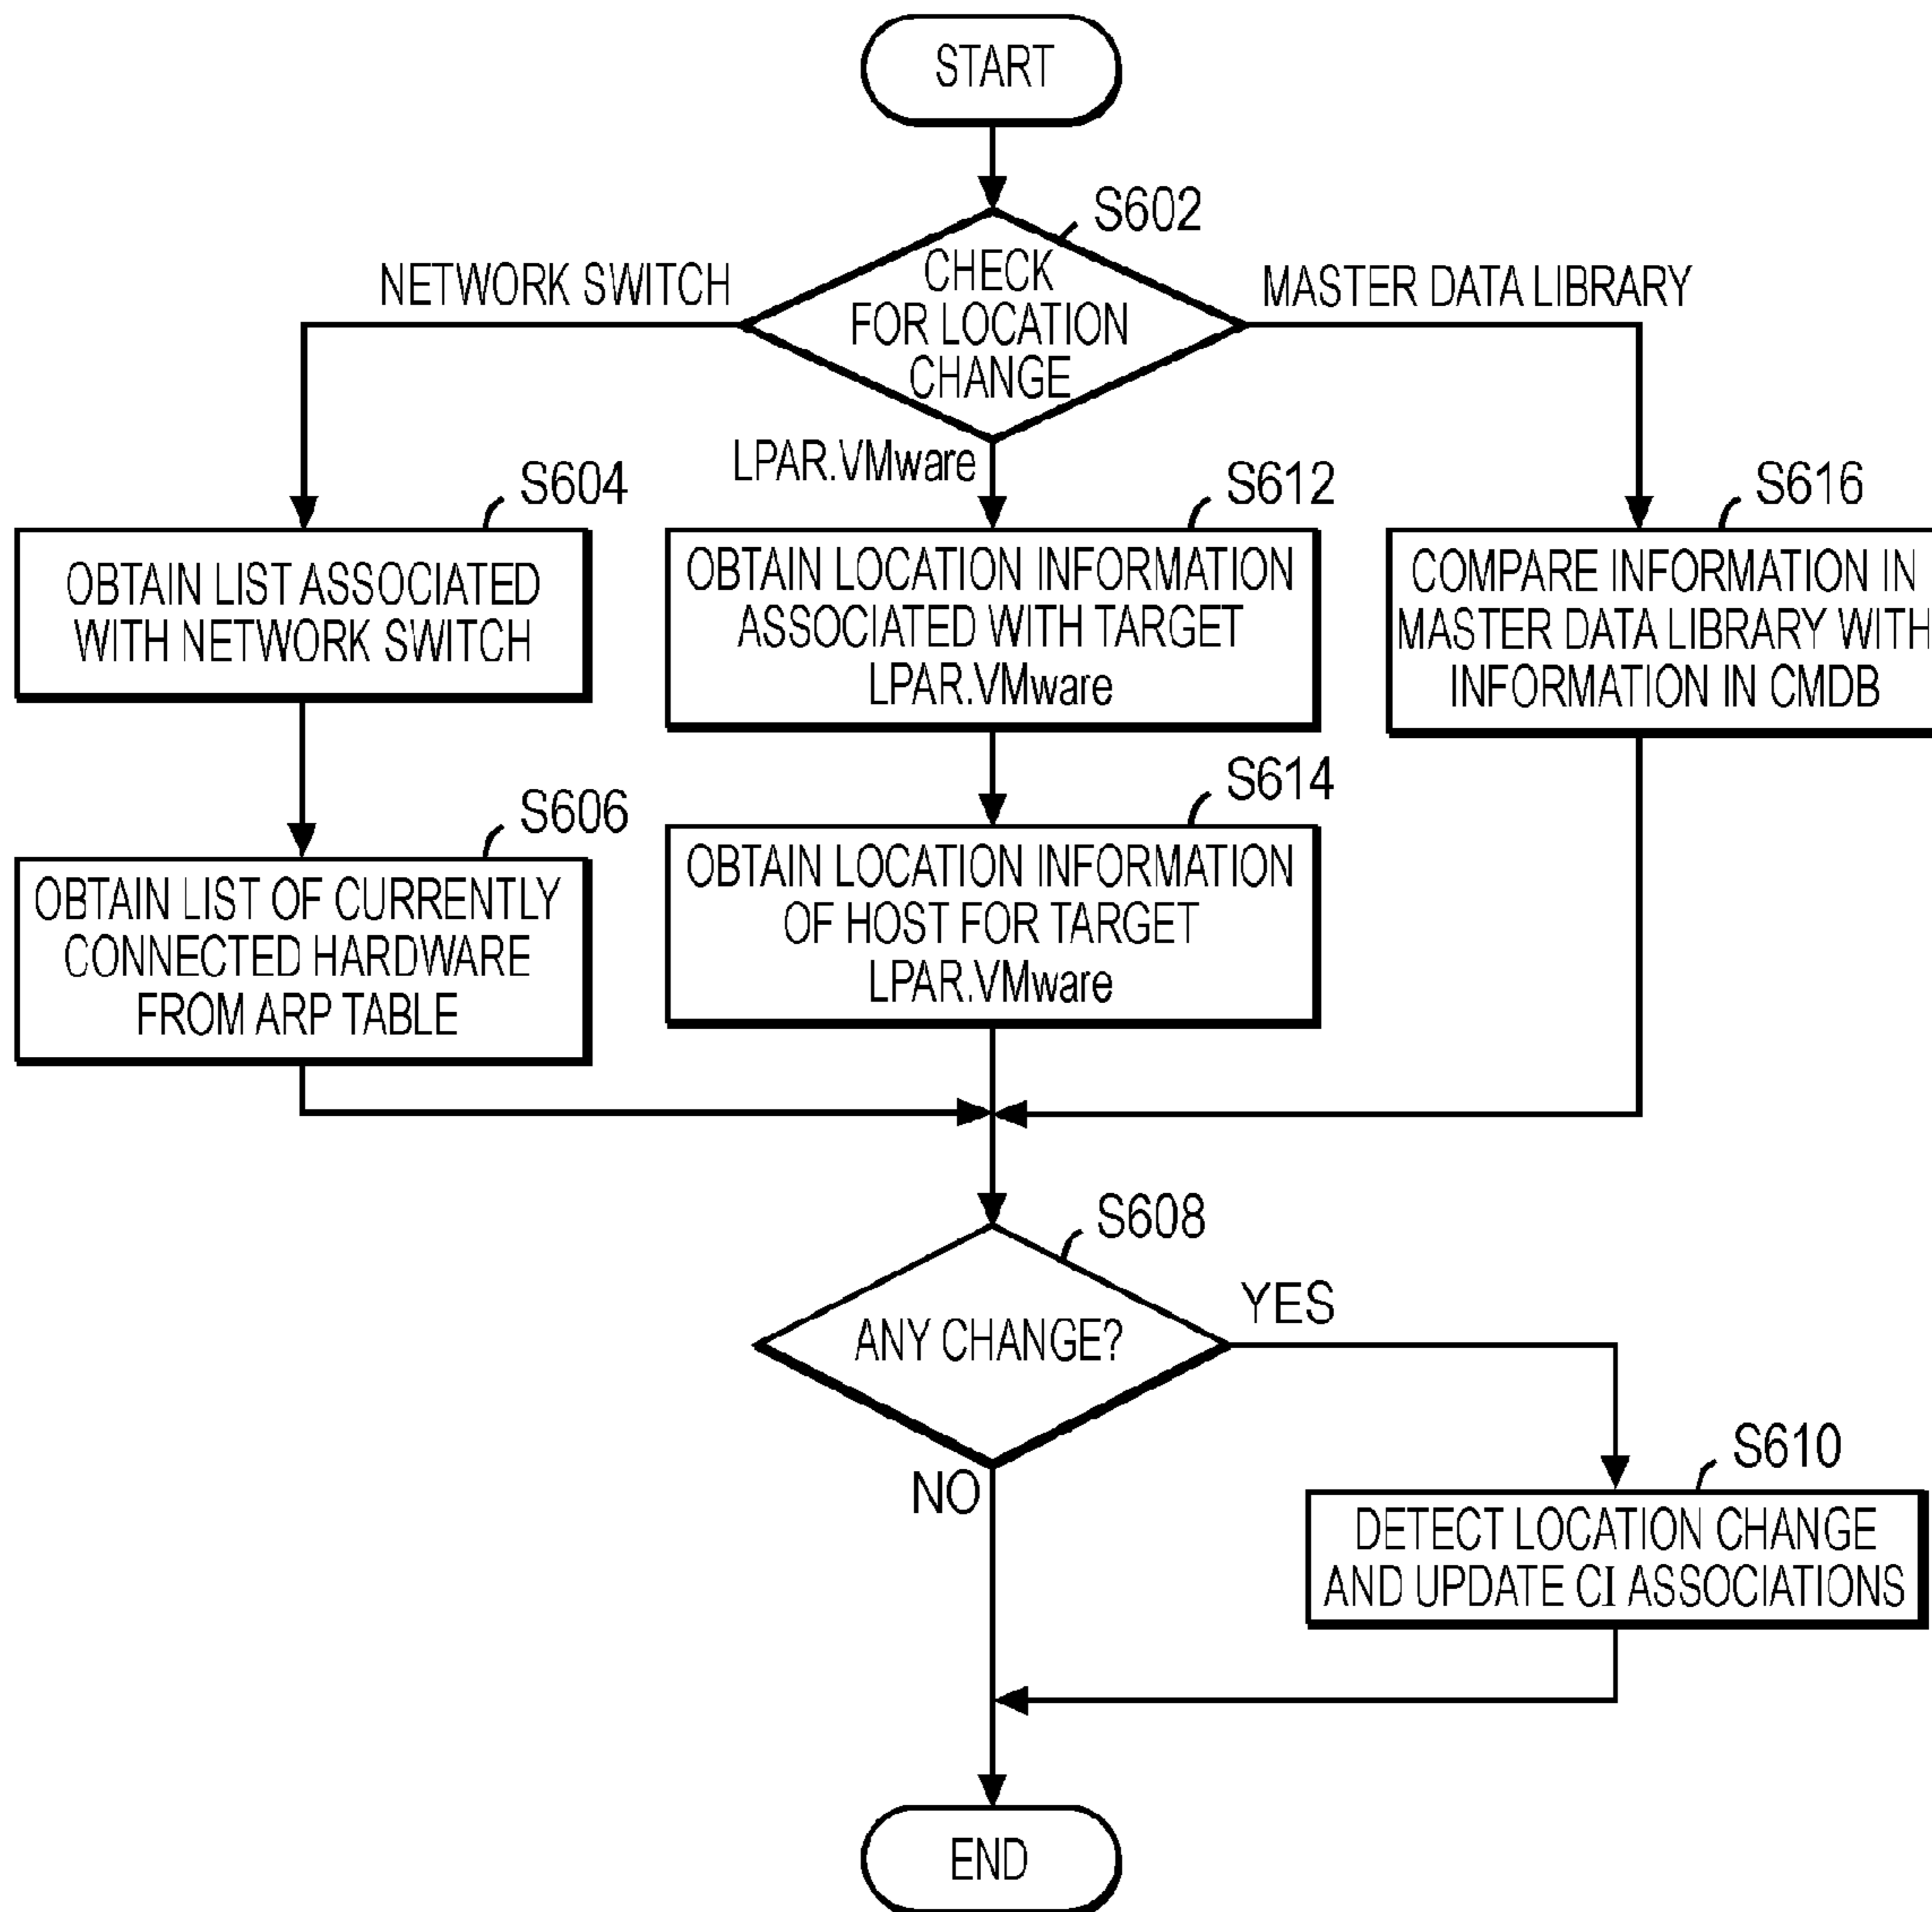 START
S602
CHECK
FOR LOCATION
CHANGE
NETWORK SWITCH
MASTER DATA LIBRARY
LPAR.VMware
S604
OBTAIN LIST ASSOCIATED
WITH NETWORK SWITCH
S612
OBTAIN LOCATION INFORMATION
ASSOCIATED WITH TARGET
LPAR.VMware
S616
COMPARE INFORMATION IN
MASTER DATA LIBRARY WITH
INFORMATION IN CMDB
S606
OBTAIN LIST OF CURRENTLY
CONNECTED HARDWARE
FROM ARP TABLE
S614
OBTAIN LOCATION INFORMATION
OF HOST FOR TARGET
LPAR.VMware
S608
ANY CHANGE?
YES
NO
S610
DETECT LOCATION CHANGE
AND UPDATE CI ASSOCIATIONS
END